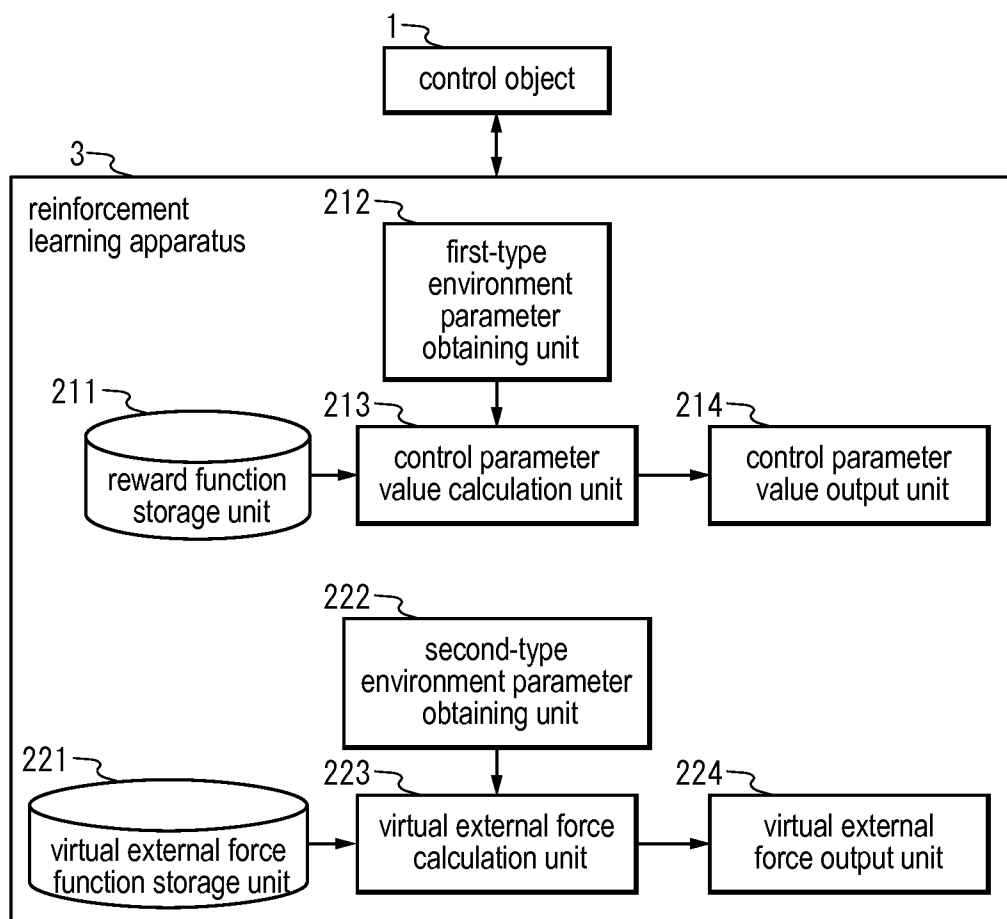 1
control object
3
reinforcement
learning apparatus
212
first-type
environment
parameter
obtaining unit
211
reward function
storage unit
213
control parameter
value calculation unit
214
control parameter
value output unit
222
second-type
environment parameter
obtaining unit
221
virtual external force
function storage unit
223
virtual external force
calculation unit
224
virtual external
force output unit